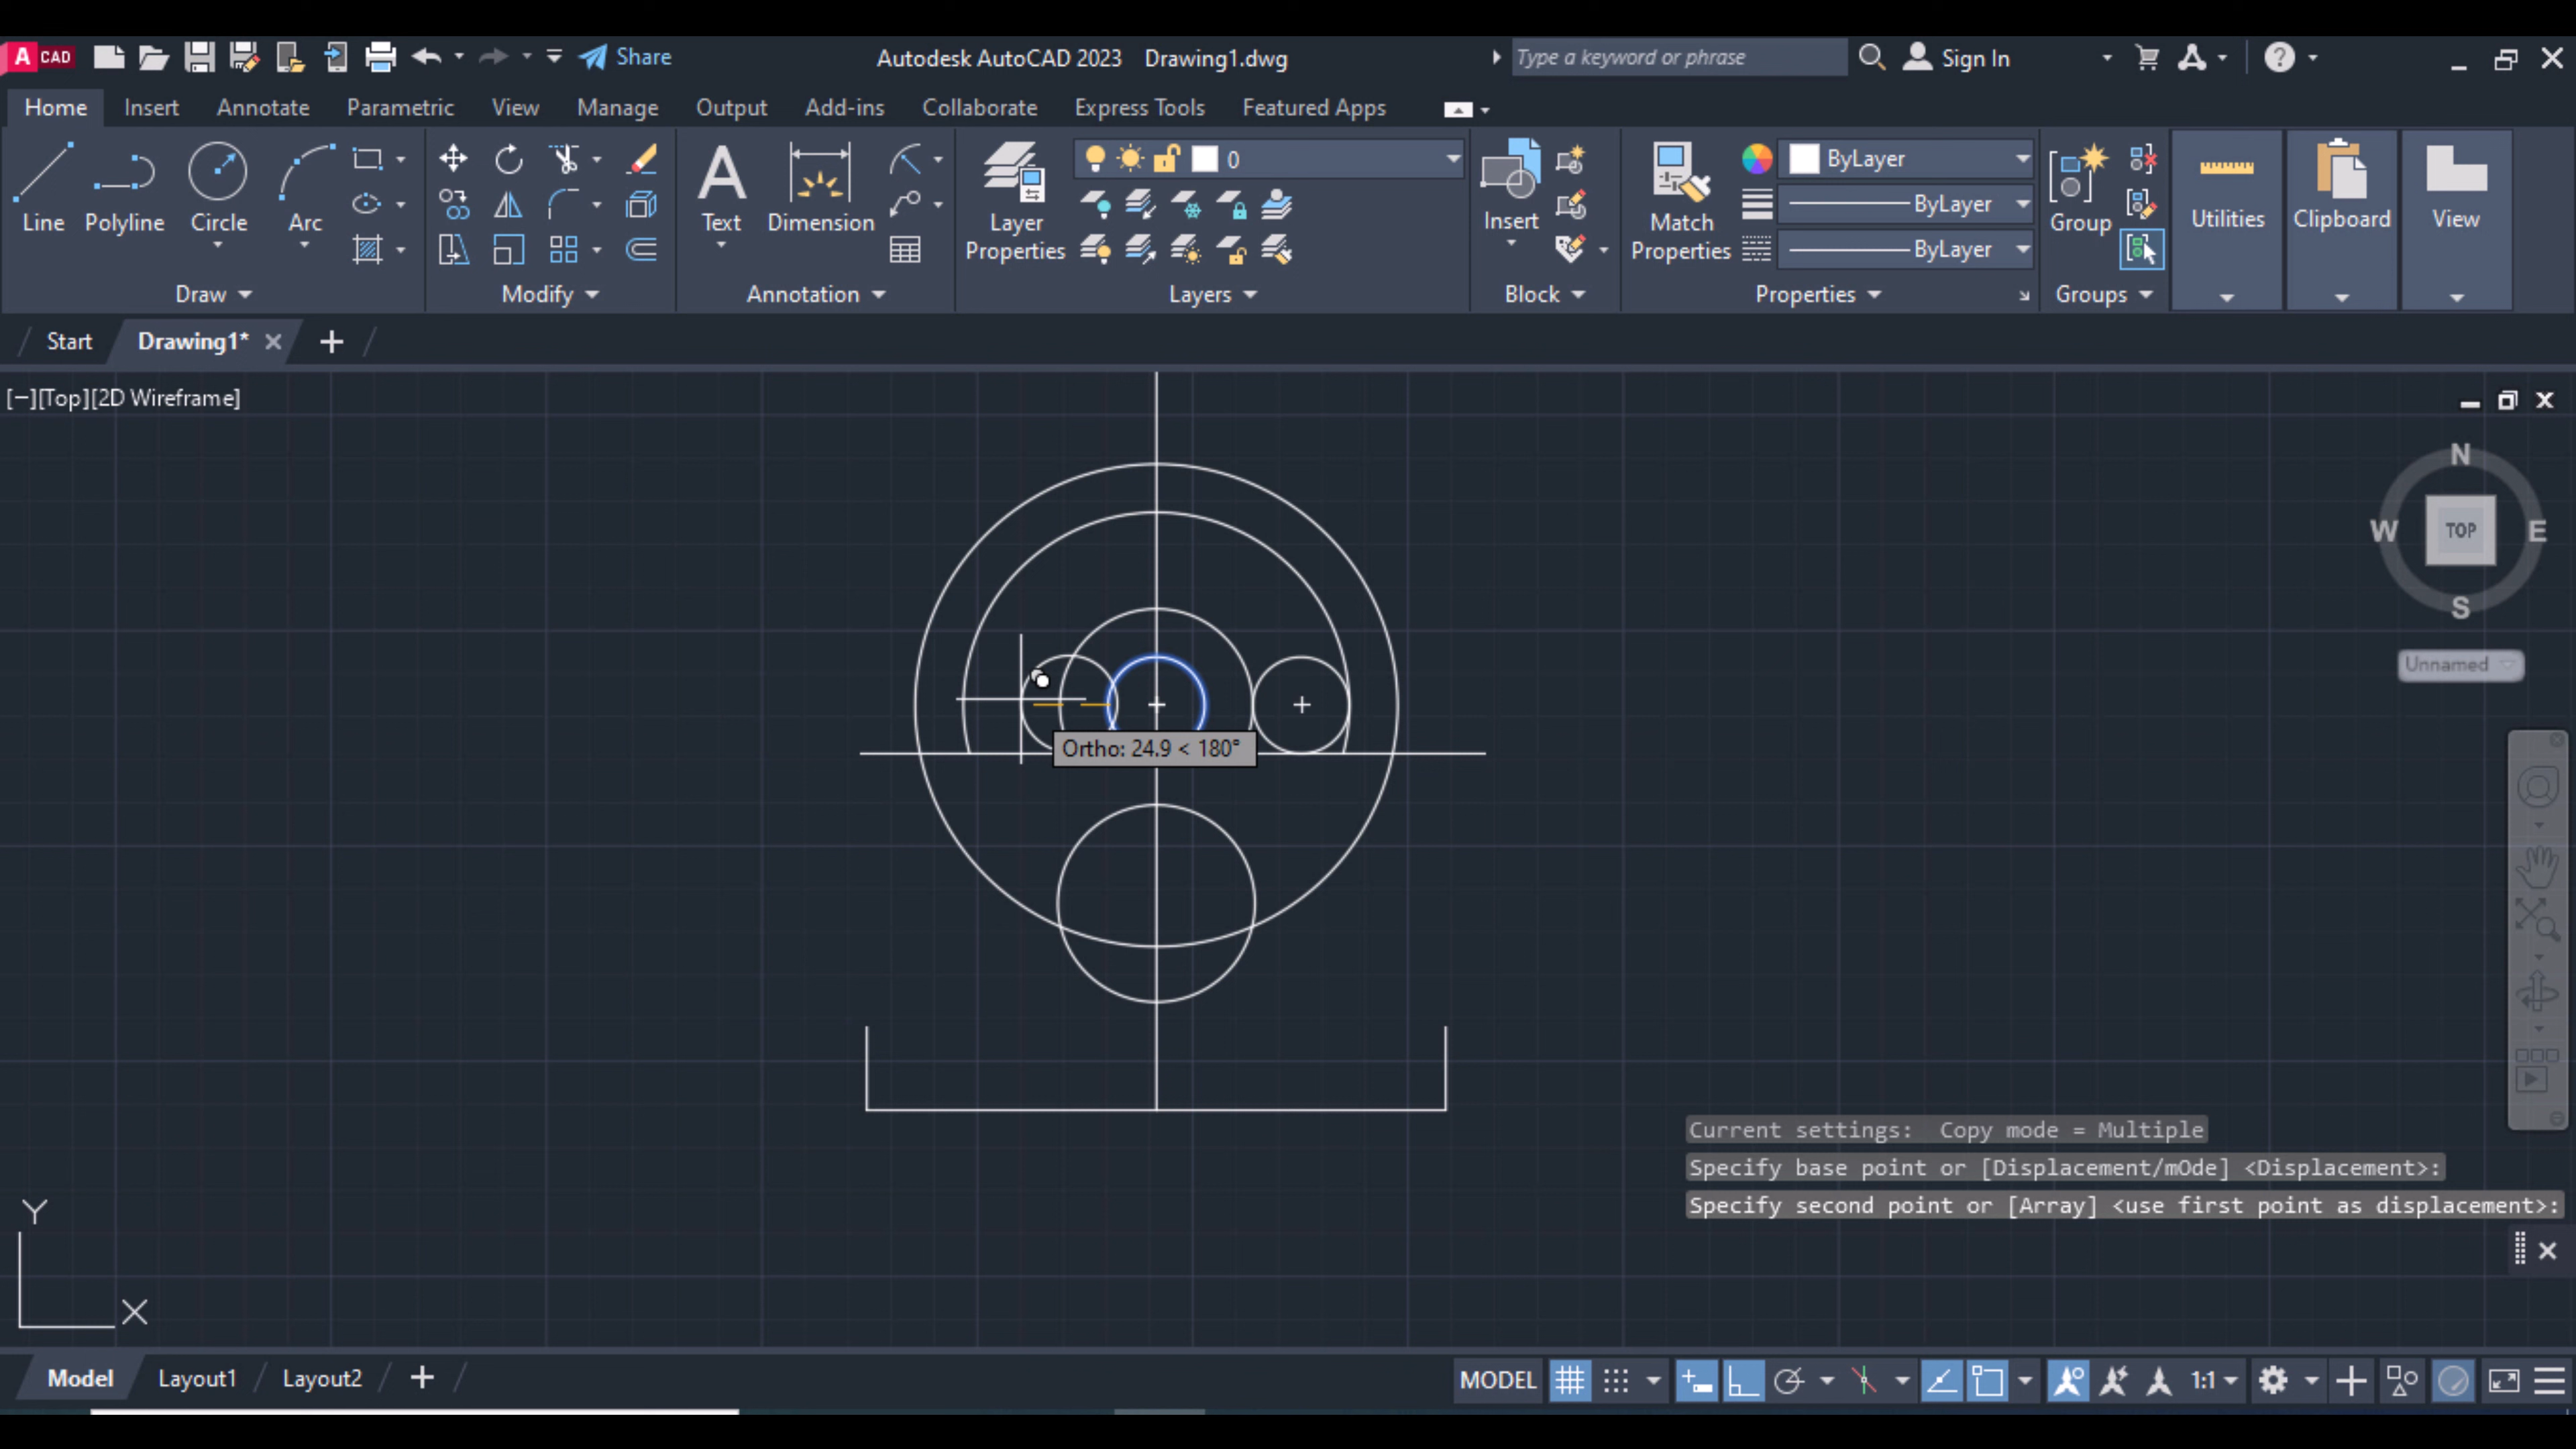 A CAD Share Autodesk AutoCAD 2023 Drawing1.dwg Type a keyword or phrase Sign In
Home Insert Annotate Parametric View Manage Output Add-ins Collaborate Express Tools Featured Apps
0 ByLayer
Line Polyline Circle Arc Text Dimension Layer Properties Insert Match Properties ByLayer ByLayer Group Utilities Clipboard View
Draw Modify Annotation Layers Block Properties Groups
Start Drawing1* +
[−][Top][2D Wireframe]
N
W TOP E
S
Unnamed
Ortho: 24.9 < 180°
Current settings: Copy mode = Multiple
Specify base point or [Displacement/mOde] <Displacement>:
Specify second point or [Array] <use first point as displacement>:
Y
X
Model Layout1 Layout2 + MODEL 1:1